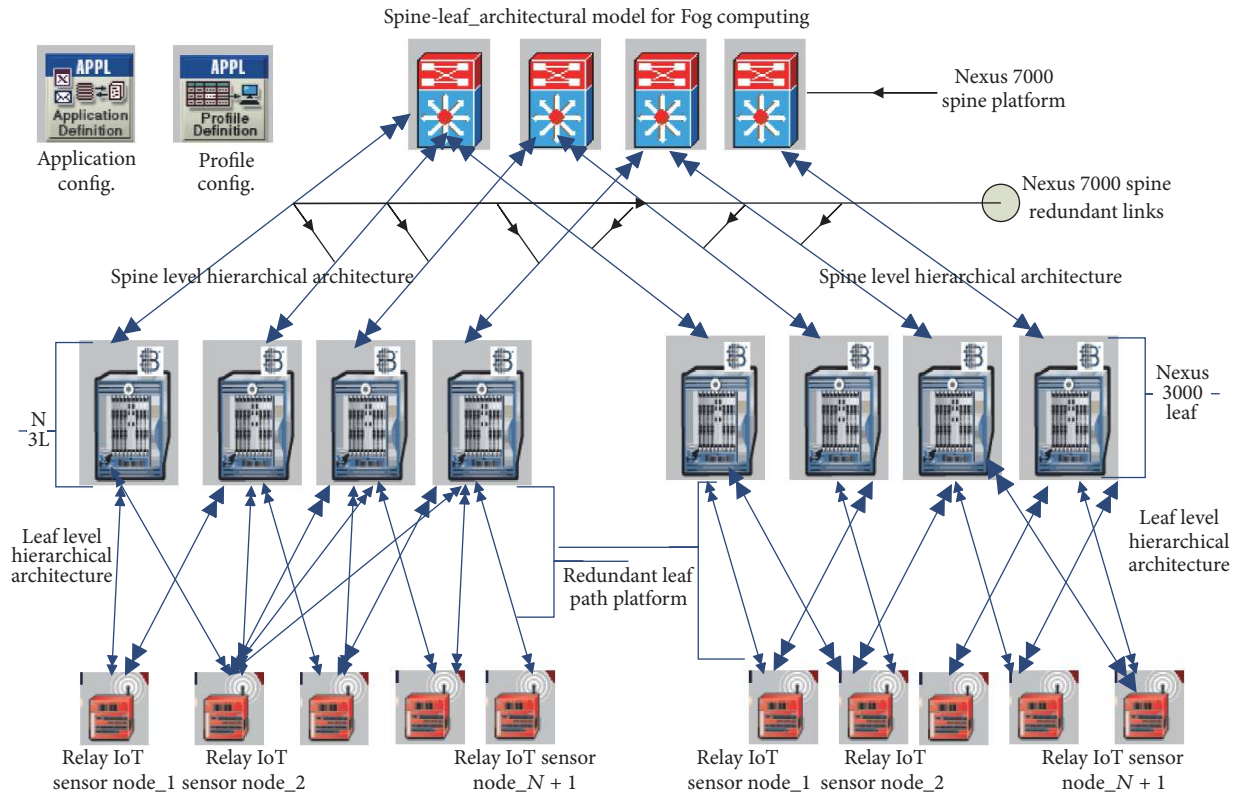 Spine-leaf_architectural model for Fog computing
APPL
Application
Definition
APPL
Profiile
Definition
Application
config.
Profile
config.
Nexus 7000
spine platform
Nexus 7000 spine
redundant links
Spine level hierarchical architecture
Spine level hierarchical architecture
N
3L
Nexus
3000
leaf
Leaf level
hierarchical
architecture
Redundant leaf
path platform
Leaf level
hierarchical
architecture
Relay IoT
sensor node_1
Relay IoT
sensor node_2
Relay IoT sensor
node_N + 1
Relay IoT
sensor node_1
Relay IoT
sensor node_2
Relay IoT sensor
node_N + 1